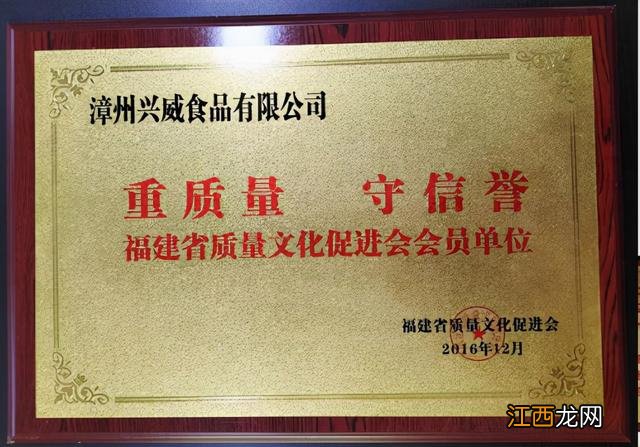 漳州兴威食品有限公司
重质量 守信誉
福建省质量文化促进会会员单位
福建省质量文化促进会
2016年12月
江西龙网